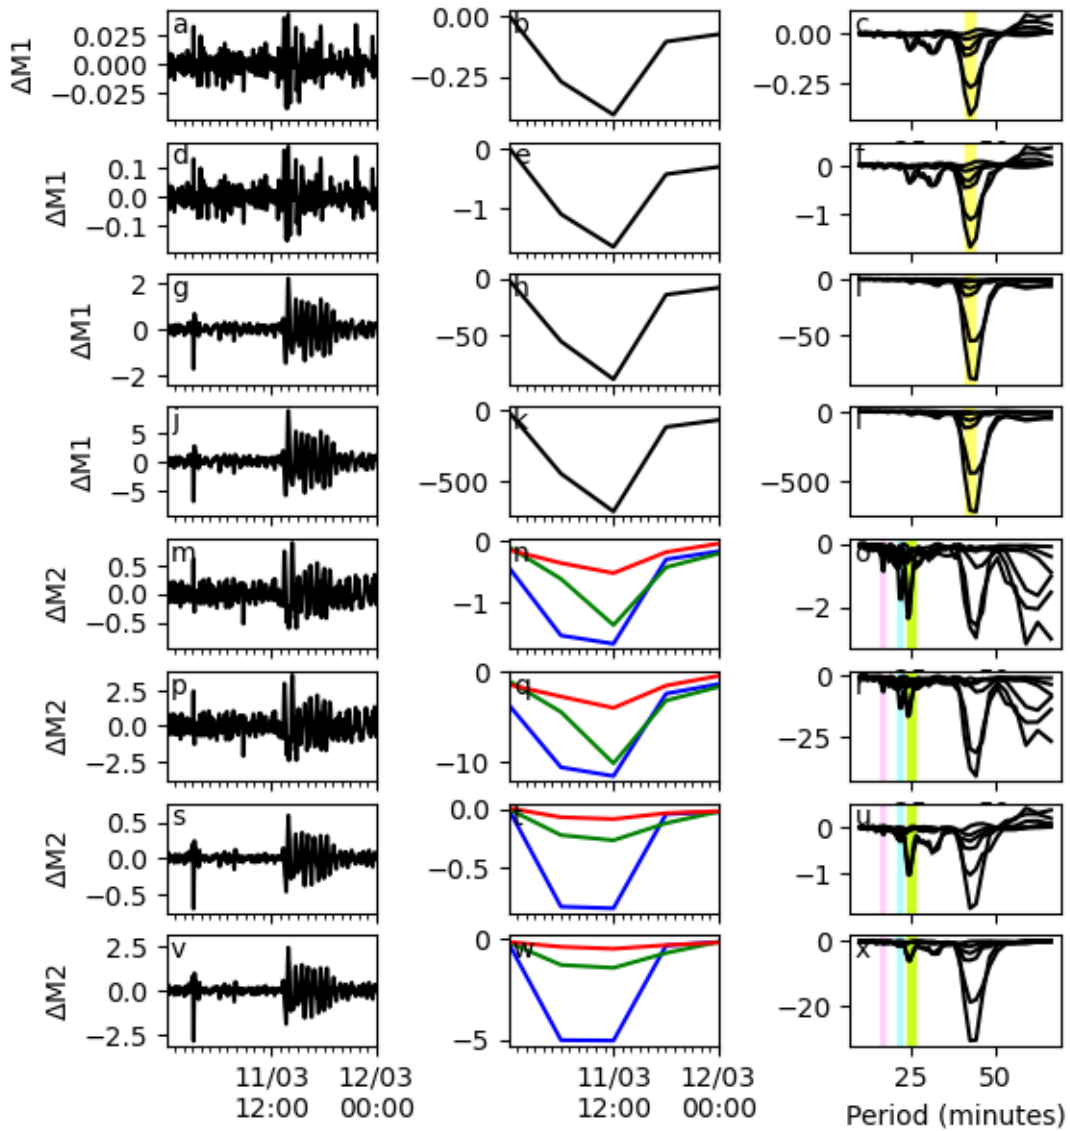 a
b
c
ΔM1
0.025
0.000
−0.025
0.00
−0.25
0.00
−0.25
d
e
ΔM1
0.1
0.0
−0.1
0
−1
0
−1
g
h
ΔM1
2
0
−2
0
−50
0
−50
j
k
ΔM1
5
0
−5
0
−500
0
−500
m
n
o
ΔM2
0.5
0.0
−0.5
0
−1
0
−2
p
q
ΔM2
2.5
0.0
−2.5
0
−10
0
−25
s
t
u
ΔM2
0.5
0.0
−0.5
0.0
−0.5
0
−1
v
w
x
ΔM2
2.5
0.0
−2.5
0
−5
0
−20
11/03
12:00
12/03
00:00
11/03
12:00
12/03
00:00
25
50
Period (minutes)